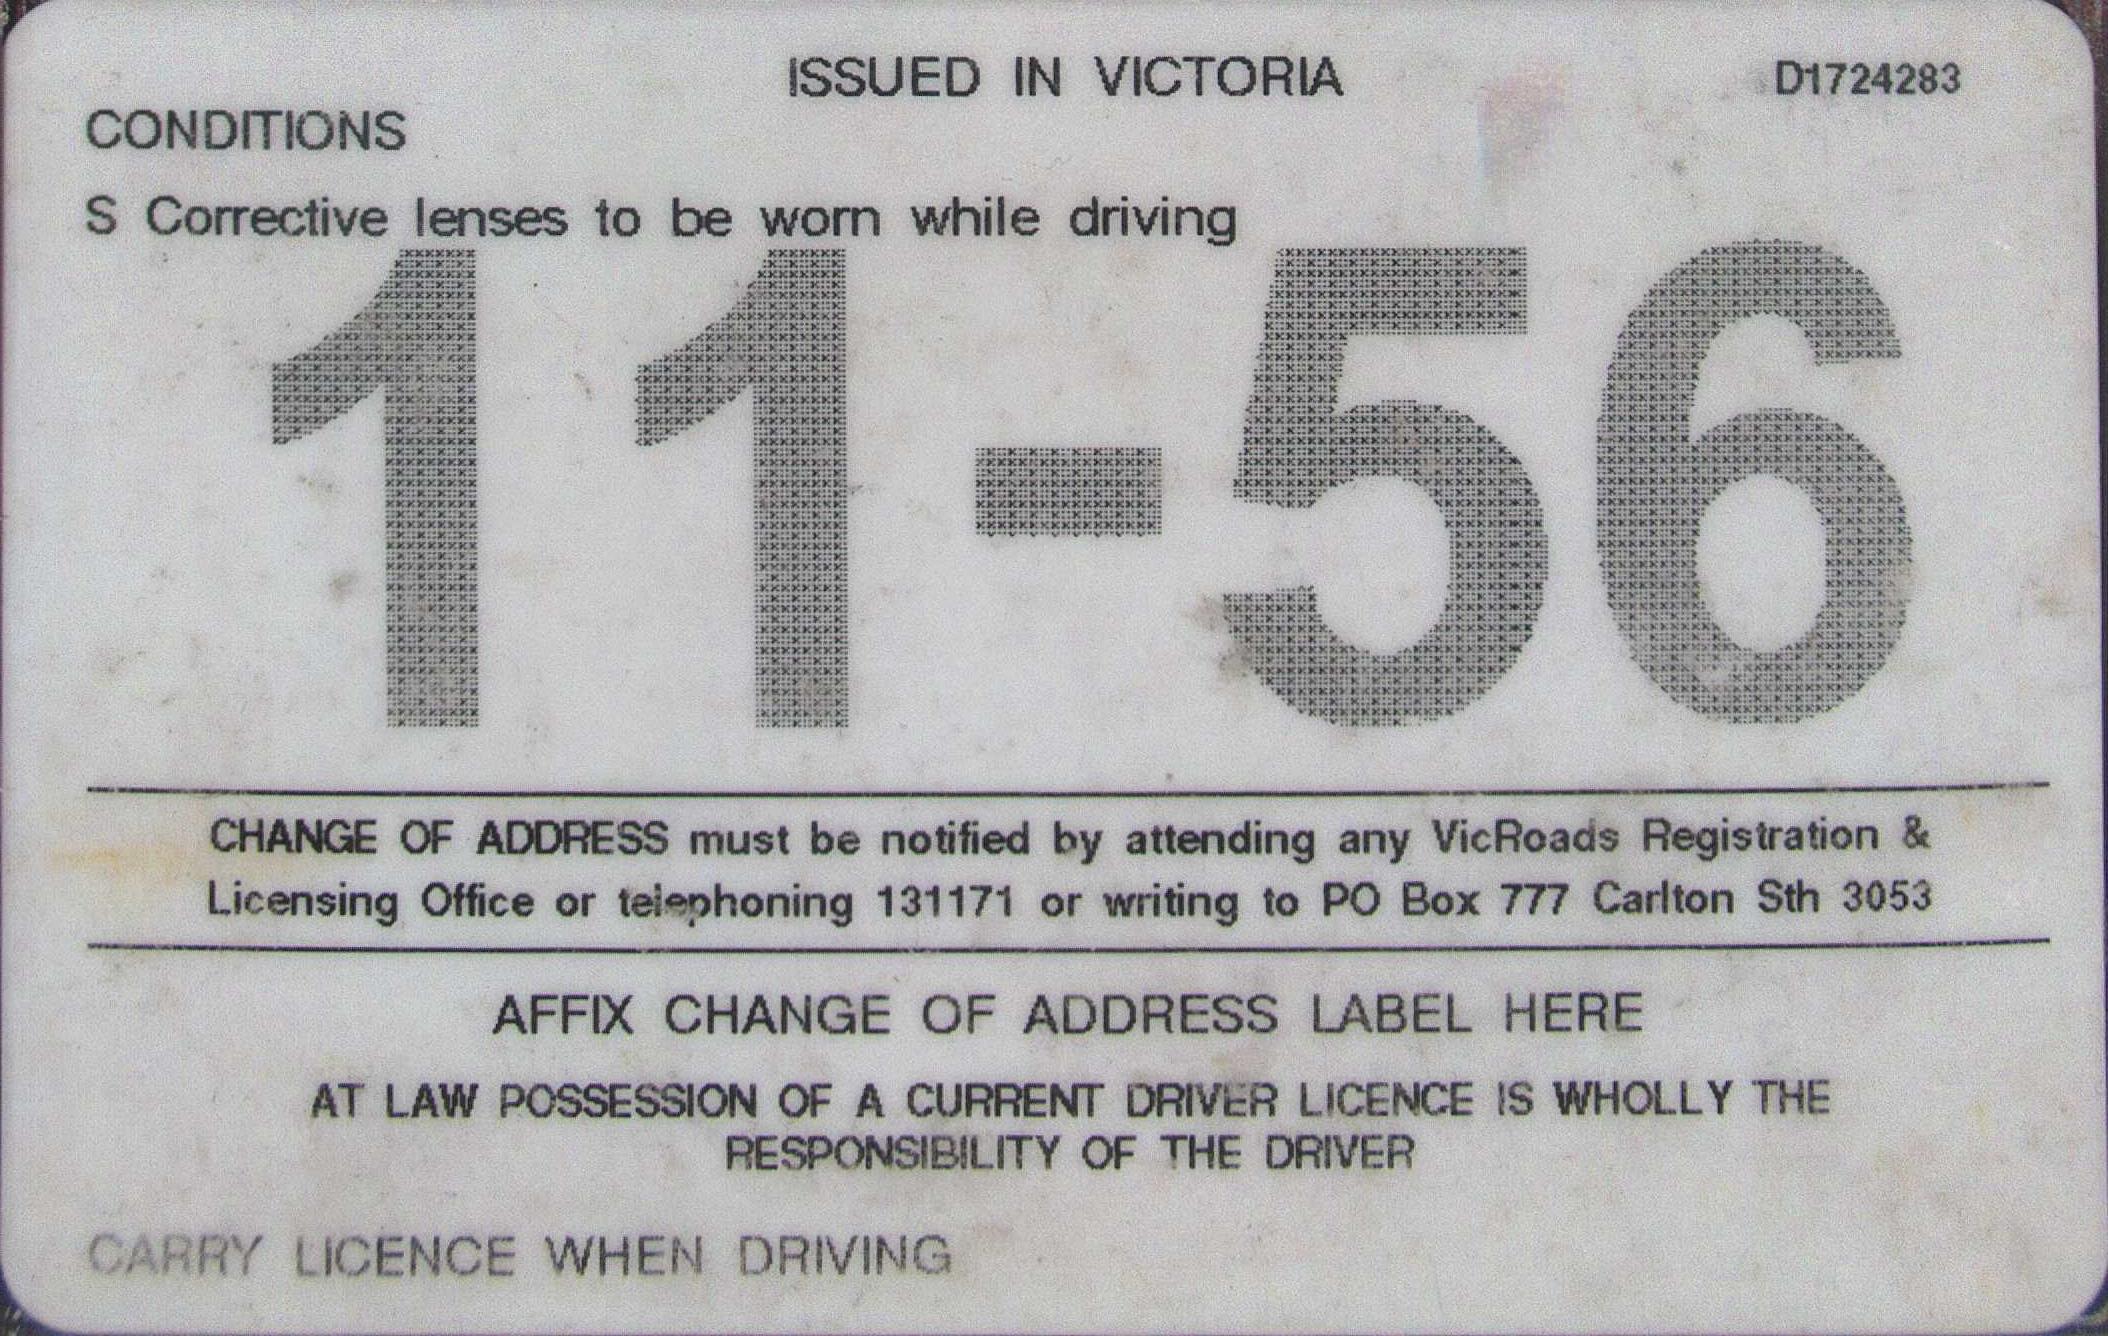 ISSUED IN VICTORIA
D1724283
CONDITIONS
S Corrective lenses to be worn while driving
11-56
CHANGE OF ADDRESS must be notified by attending any VicRoads Registration &
Licensing Office or telephoning 131171 or writing to PO Box 777 Carlton Sth 3053
AFFIX CHANGE OF ADDRESS LABEL HERE
AT LAW POSSESSION OF A CURRENT DRIVER LICENCE IS WHOLLY THE
RESPONSIBILITY OF THE DRIVER
CARRY LICENCE WHEN DRIVING